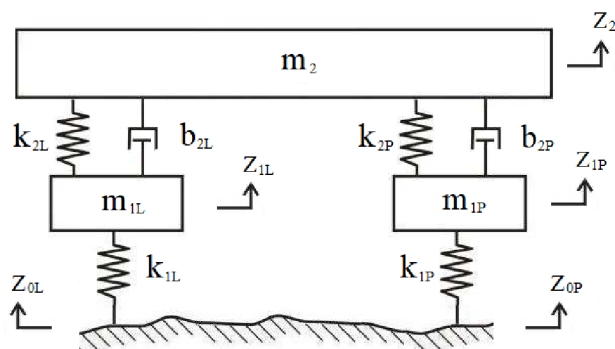 Z₂
m₂
k₂L b₂L k₂P b₂P
Z₁L Z₁P
m₁L m₁P
Z₀L k₁L k₁P Z₀P